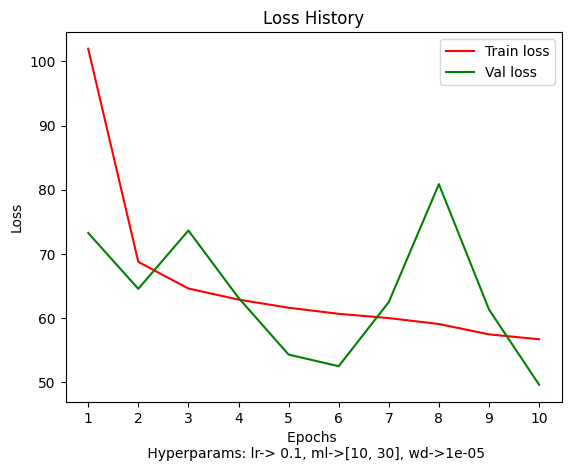 Loss History
Train loss
Val loss
100
90
80
70
60
50
Loss
1 2 3 4 5 6 7 8 9 10
Epochs
Hyperparams: lr-> 0.1, ml->[10, 30], wd->1e-05